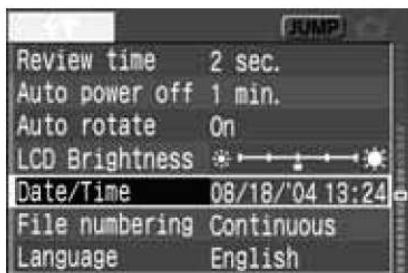 JUMP
Review time 2 sec.
Auto power off 1 min.
Auto rotate On
LCD Brightness
Date/Time 08/18/'04 13:24
File numbering Continuous
Language English